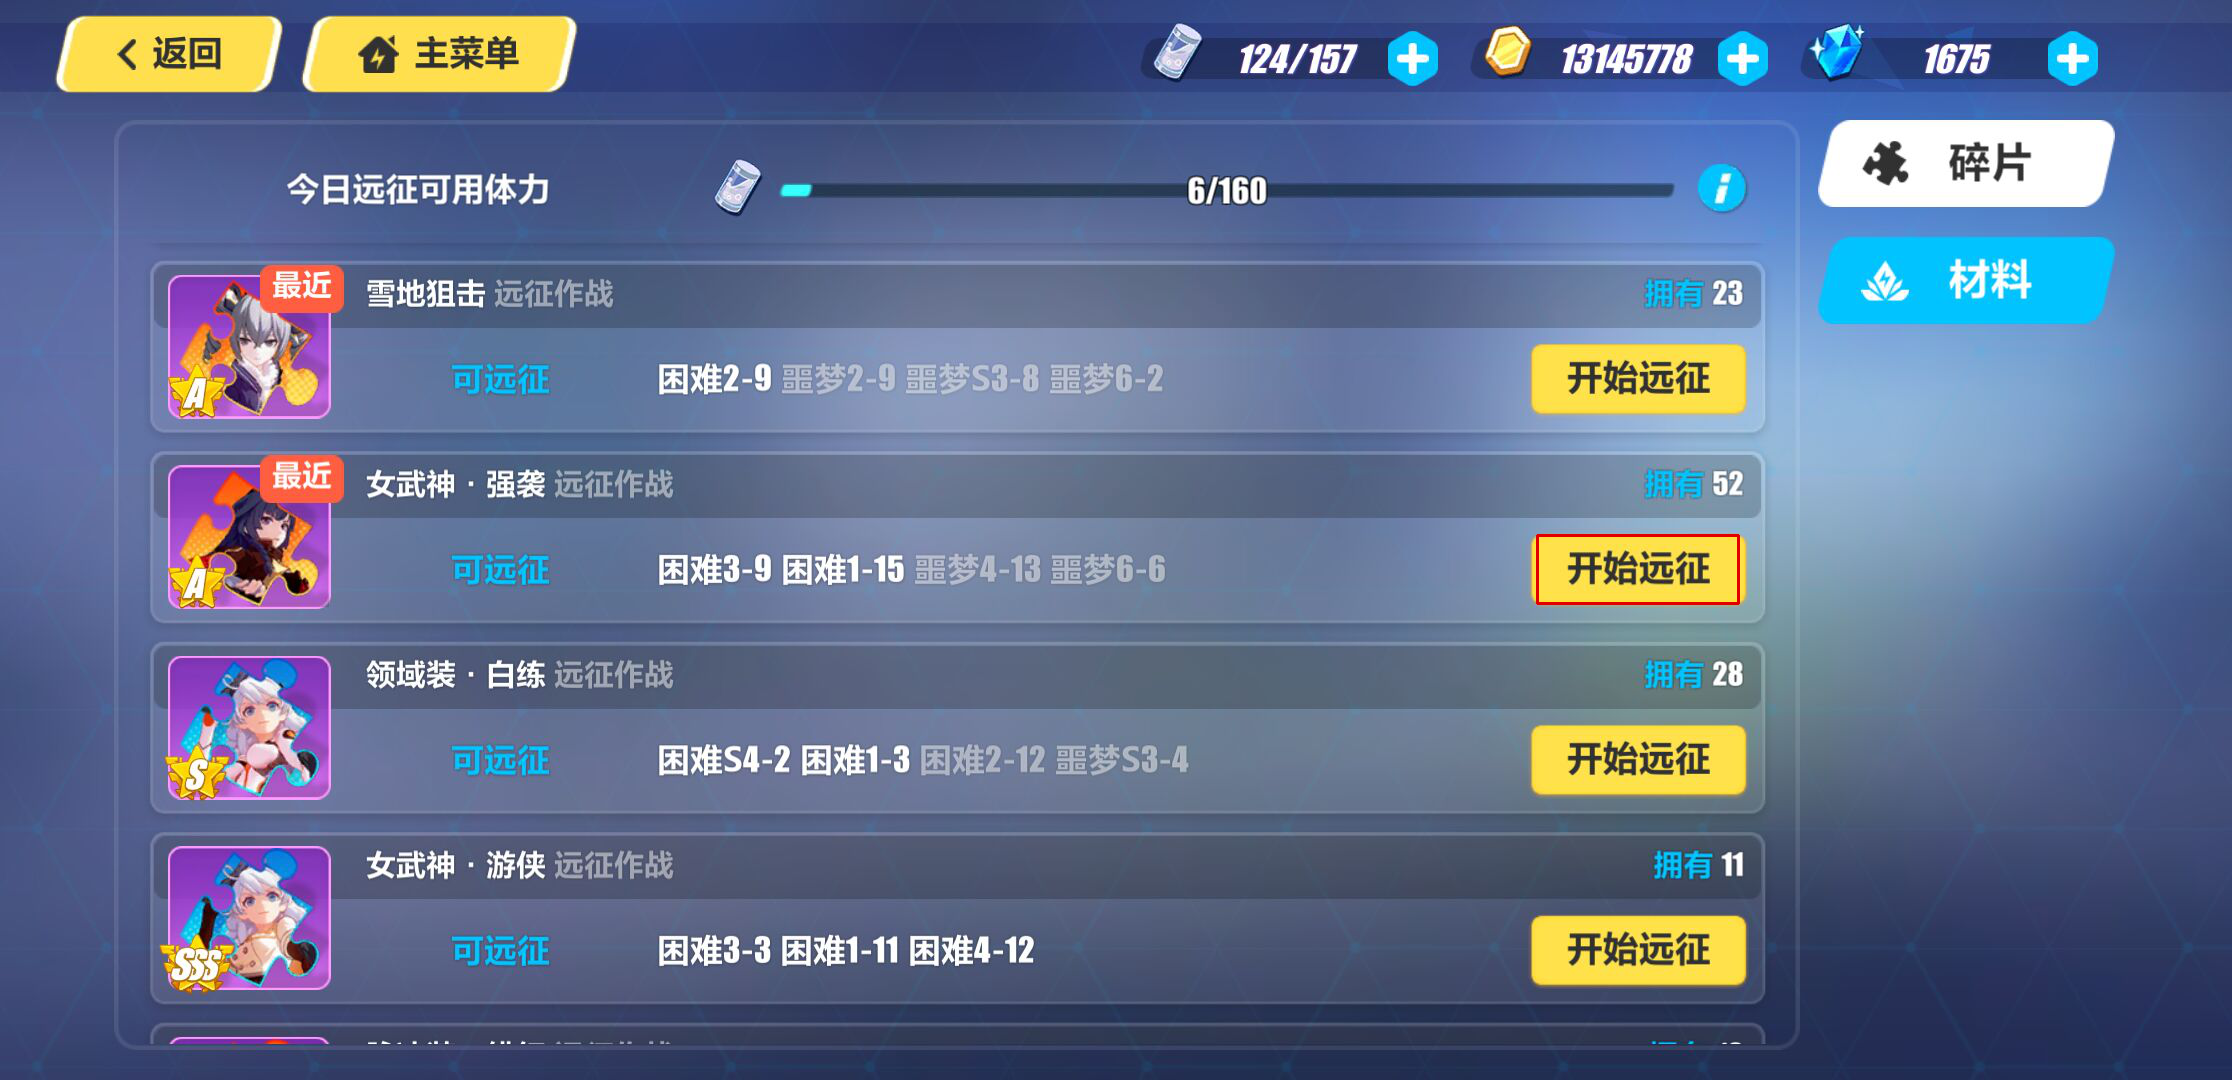 返回 主菜单 124/157 13145778 1675
今日远征可用体力 6/160
碎片
材料
最近
雪地狙击 远征作战 拥有 23
A
可远征 困难2-9 噩梦2-9 噩梦S3-8 噩梦6-2 开始远征
最近
女武神·强袭 远征作战 拥有 52
A
可远征 困难3-9 困难1-15 噩梦4-13 噩梦6-6 开始远征
领域装·白练 远征作战 拥有 28
S
可远征 困难S4-2 困难1-3 困难2-12 噩梦S3-4 开始远征
女武神·游侠 远征作战 拥有 11
SSS
可远征 困难3-3 困难1-11 困难4-12 开始远征